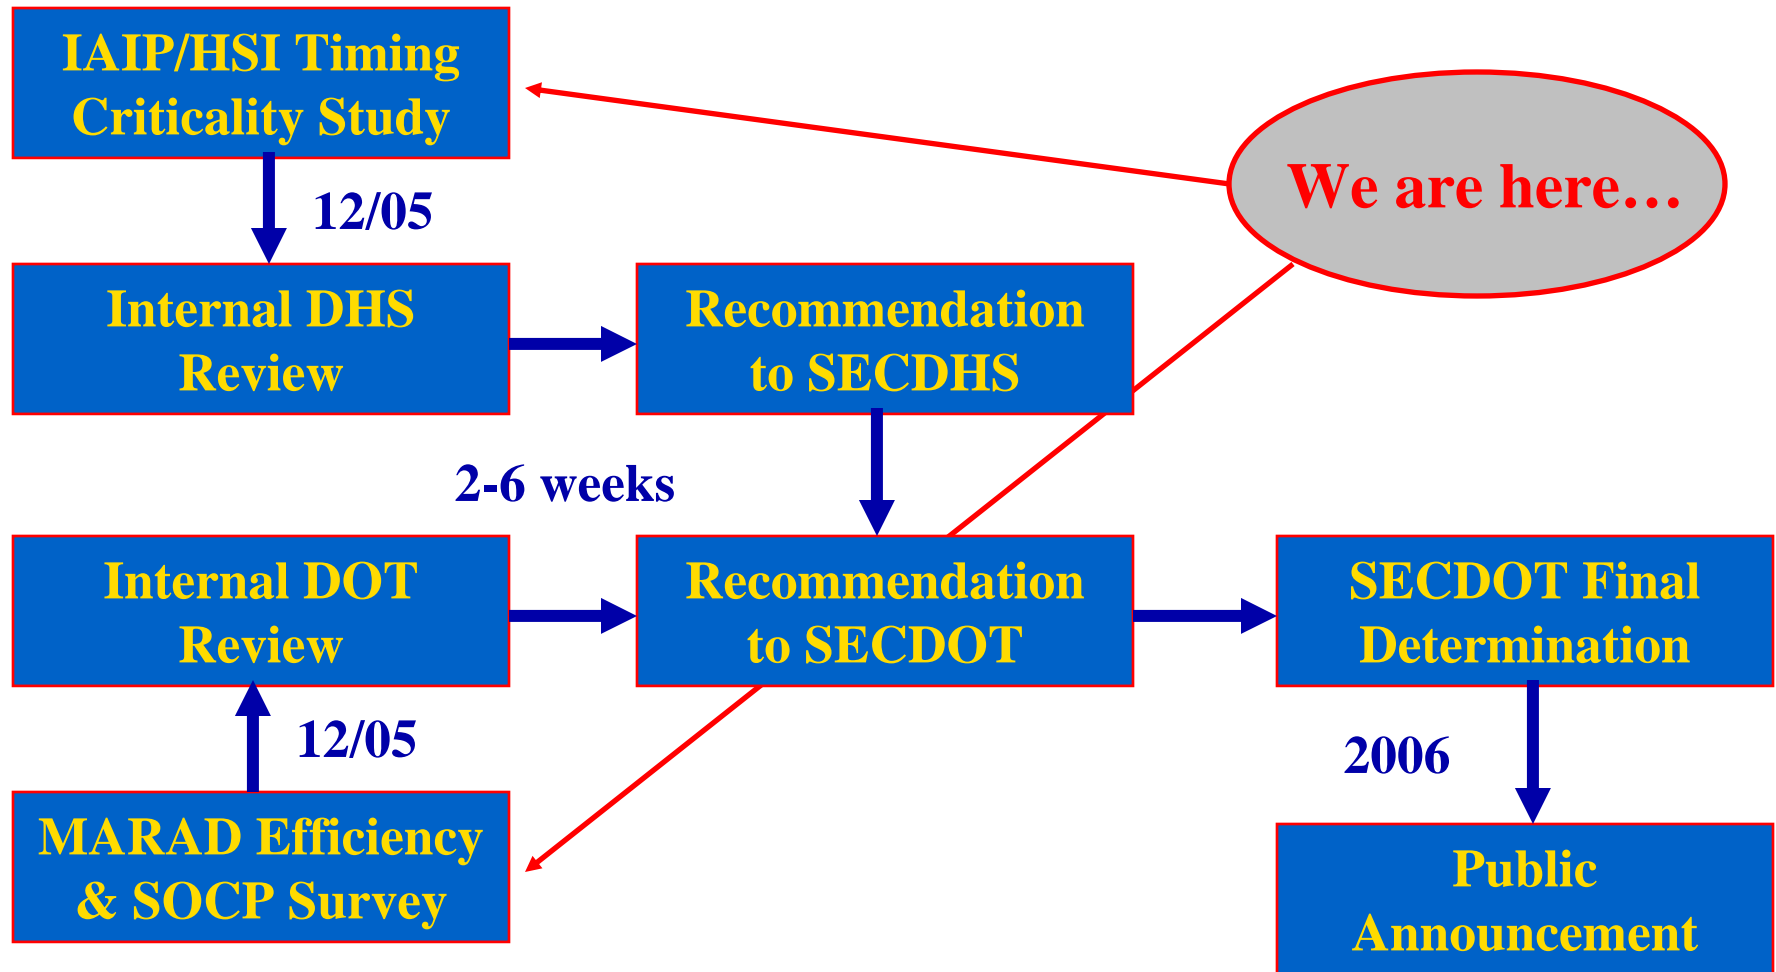 IAIP/HSI Timing
Criticality Study
We are here…
12/05
Internal DHS
Review
Recommendation
to SECDHS
2-6 weeks
Internal DOT
Review
Recommendation
to SECDOT
SECDOT Final
Determination
12/05
2006
MARAD Efficiency
& SOCP Survey
Public
Announcement